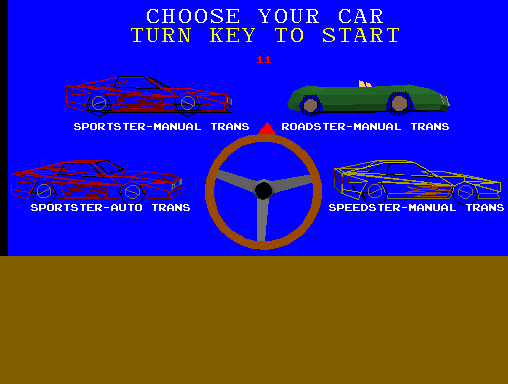 CHOOSE YOUR CAR
TURN KEY TO START
11
SPORTSTER-MANUAL TRANS
ROADSTER-MANUAL TRANS
SPORTSTER-AUTO TRANS
SPEEDSTER-MANUAL TRANS